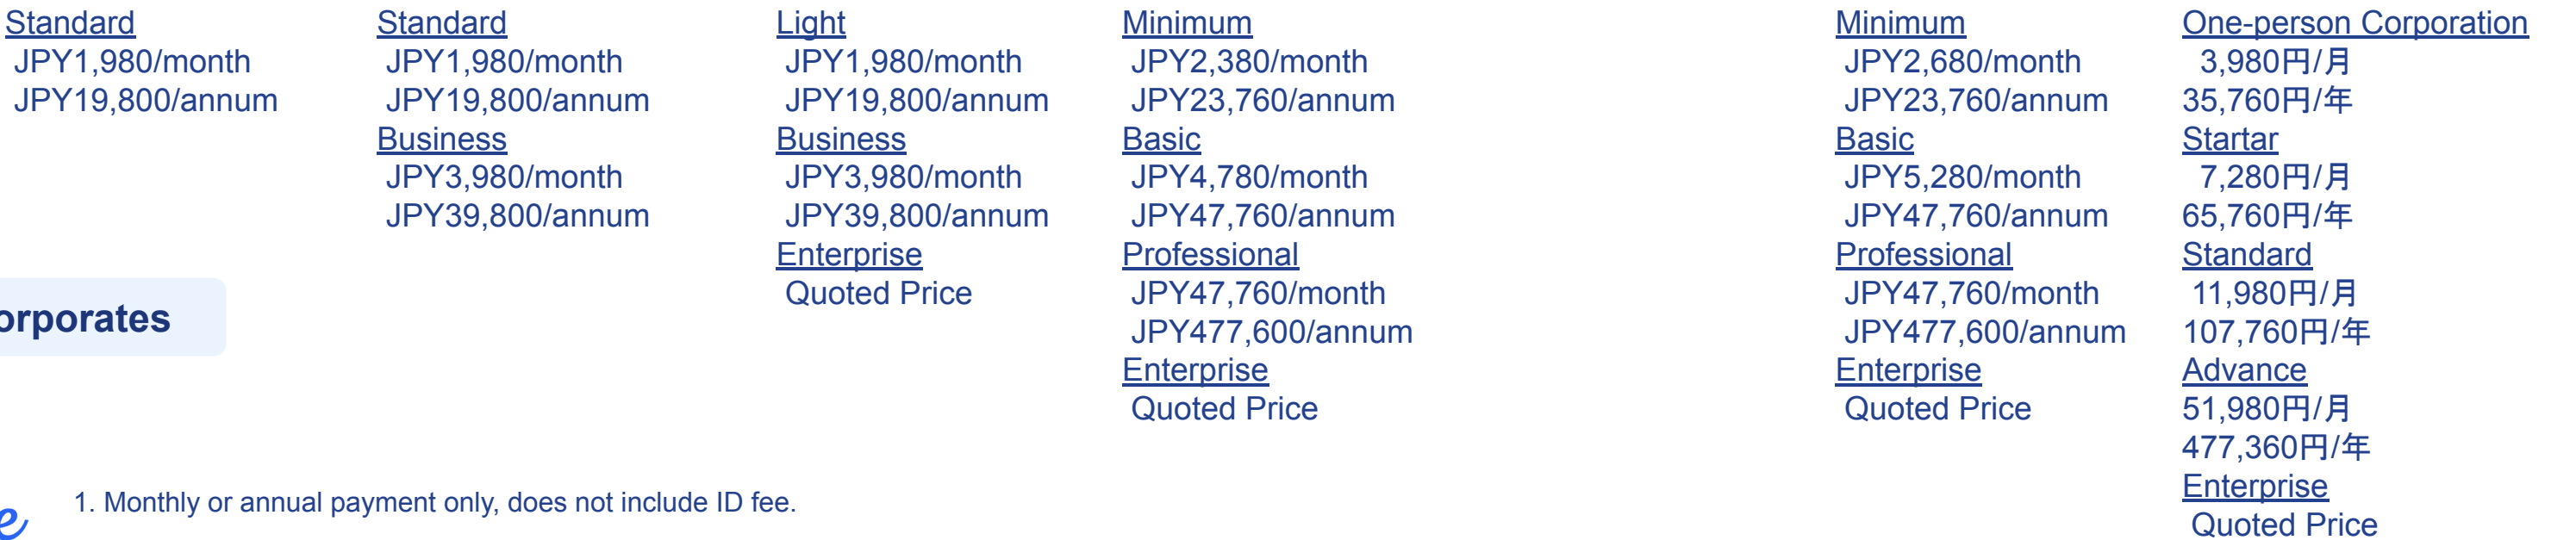 Standard
JPY1,980/month
JPY19,800/annum
Standard
JPY1,980/month
JPY19,800/annum
Business
JPY3,980/month
JPY39,800/annum
Light
JPY1,980/month
JPY19,800/annum
Business
JPY3,980/month
JPY39,800/annum
Enterprise
Quoted Price
Minimum
JPY2,380/month
JPY23,760/annum
Basic
JPY4,780/month
JPY47,760/annum
Professional
JPY47,760/month
JPY477,600/annum
Enterprise
Quoted Price
Minimum
JPY2,680/month
JPY23,760/annum
Basic
JPY5,280/month
JPY47,760/annum
Professional
JPY47,760/month
JPY477,600/annum
Enterprise
Quoted Price
One-person Corporation
3,980円/月
35,760円/年
Startar
7,280円/月
65,760円/年
Standard
11,980円/月
107,760円/年
Advance
51,980円/月
477,360円/年
Enterprise
Quoted Price
orporates
e
1. Monthly or annual payment only, does not include ID fee.